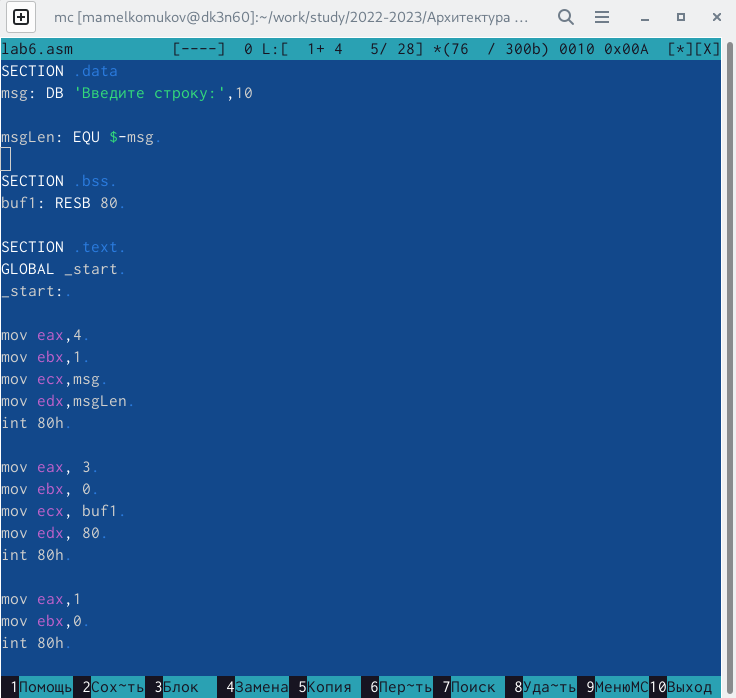 mc [mamelkomukov@dk3n60]:~/work/study/2022-2023/Архитектура ...
lab6.asm [----] 0 L:[ 1+ 4 5/ 28] *(76 / 300b) 0010 0x00A [*][X]
SECTION .data
msg: DB 'Введите строку:',10
msgLen: EQU $-msg.
SECTION .bss.
buf1: RESB 80.
SECTION .text.
GLOBAL _start.
_start:.
mov eax,4.
mov ebx,1.
mov ecx,msg.
mov edx,msgLen.
int 80h.
mov eax, 3.
mov ebx, 0.
mov ecx, buf1.
mov edx, 80.
int 80h.
mov eax,1
mov ebx,0.
int 80h.
1Помощь 2Сох~ть 3Блок 4Замена 5Копия 6Пер~ть 7Поиск 8Уда~ть 9МенюMC 10Выход